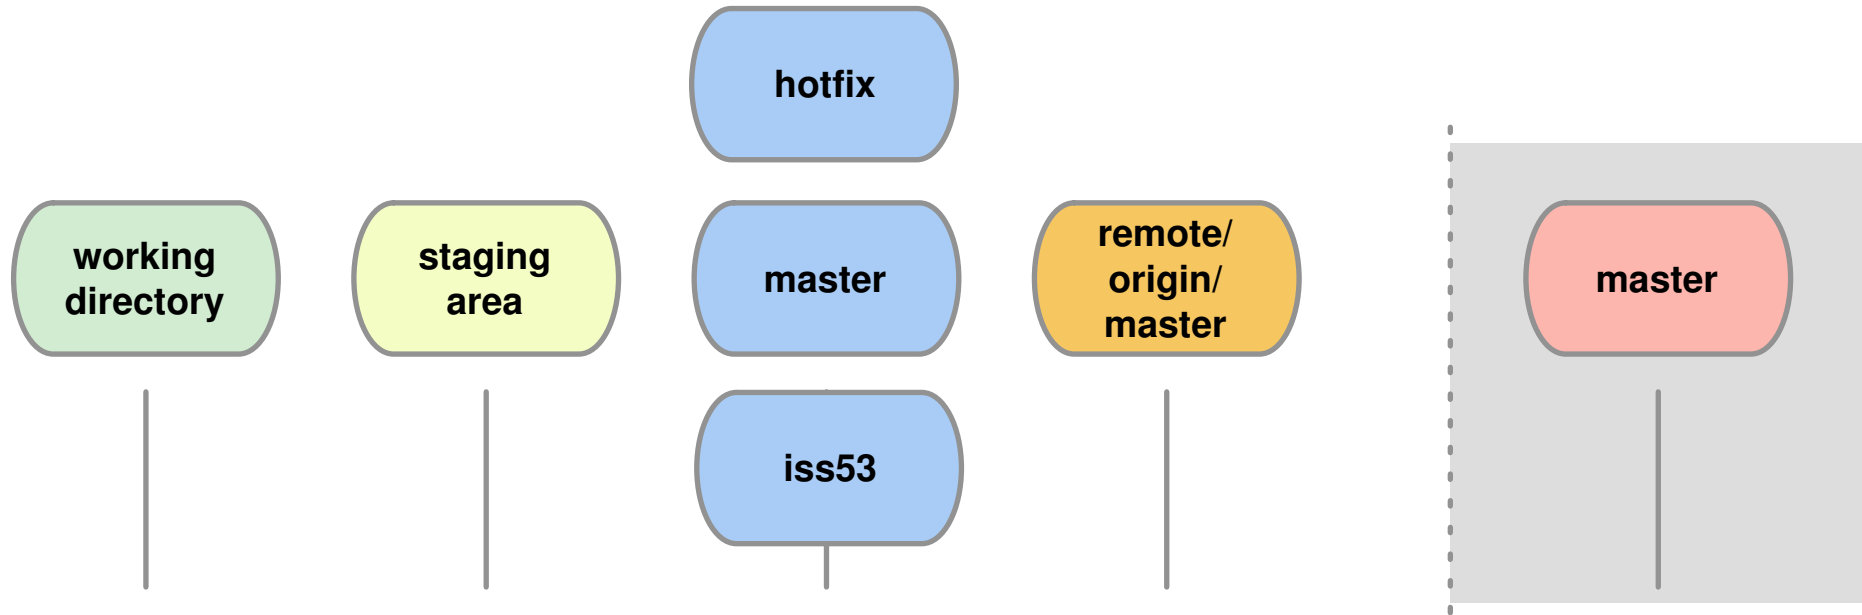 hotfix
working
directory
staging
area
master
remote/
origin/
master
master
iss53